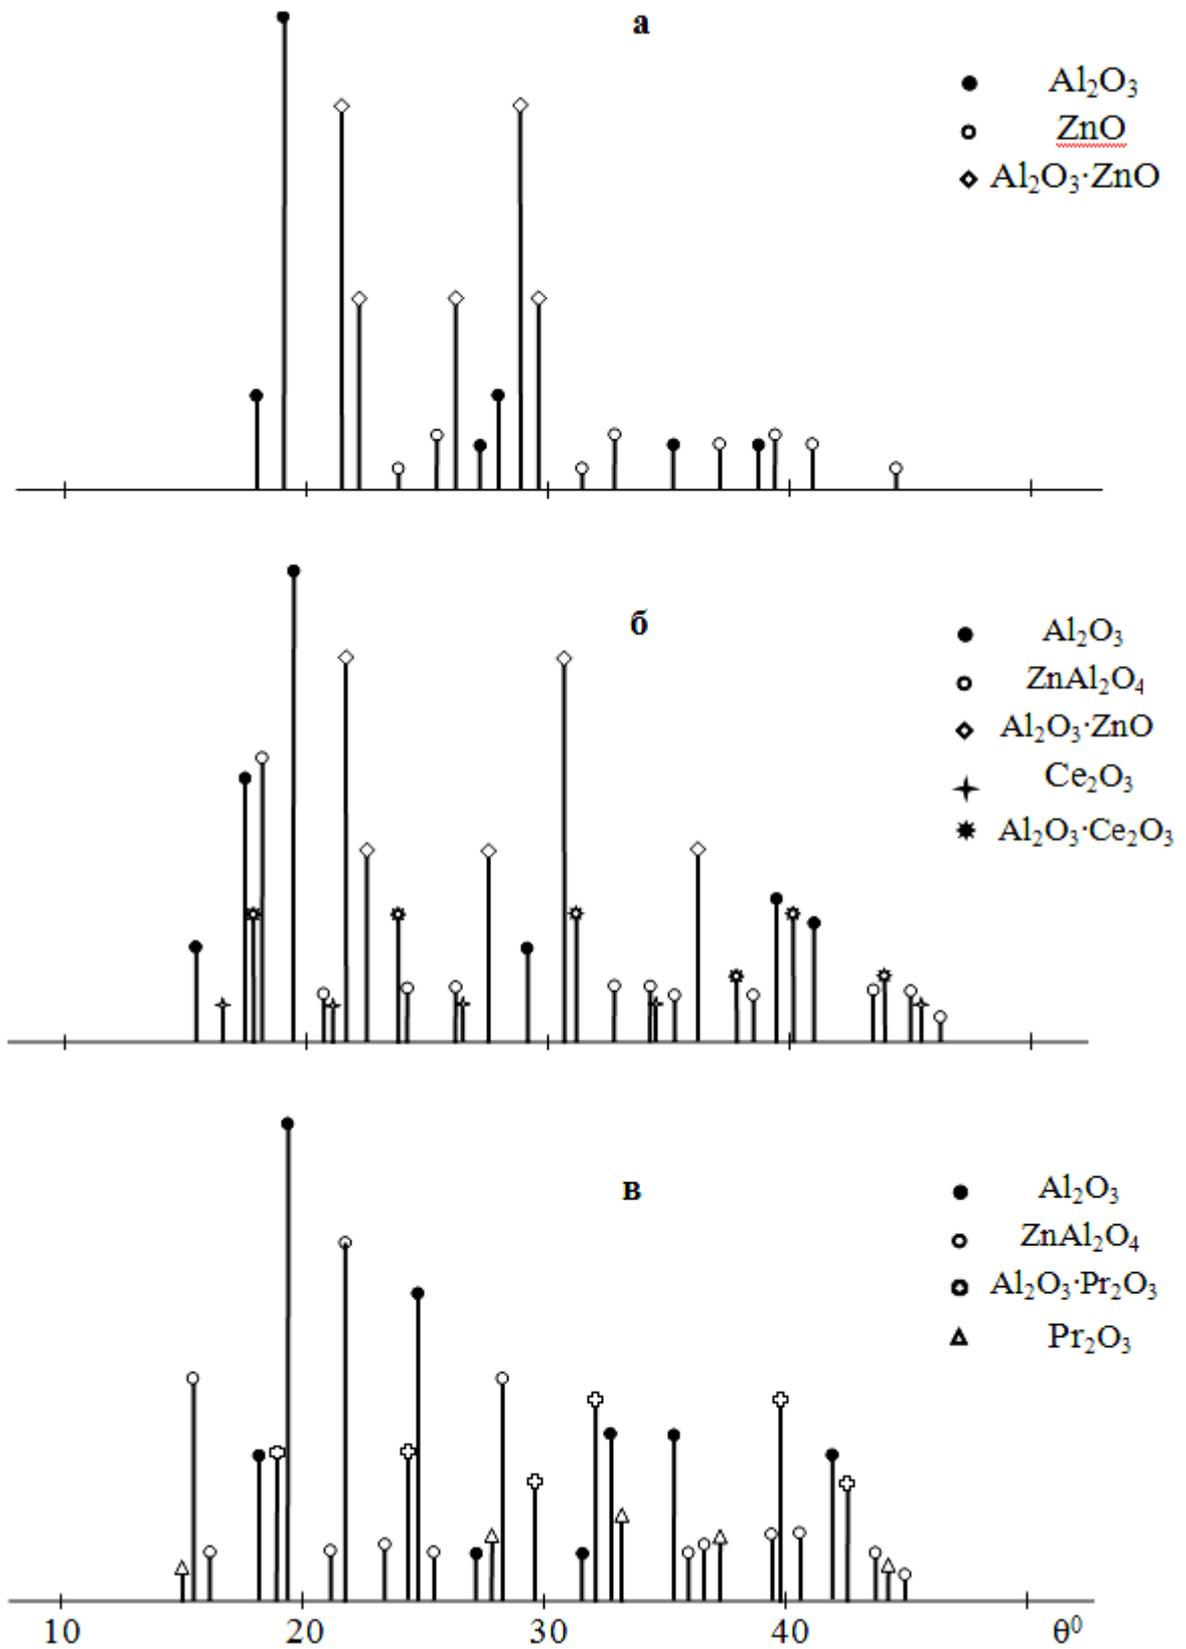 а
Al₂O₃
ZnO
Al₂O₃·ZnO
б
Al₂O₃
ZnAl₂O₄
Al₂O₃·ZnO
Ce₂O₃
Al₂O₃·Ce₂O₃
в
Al₂O₃
ZnAl₂O₄
Al₂O₃·Pr₂O₃
Pr₂O₃
10 20 30 40 θ⁰